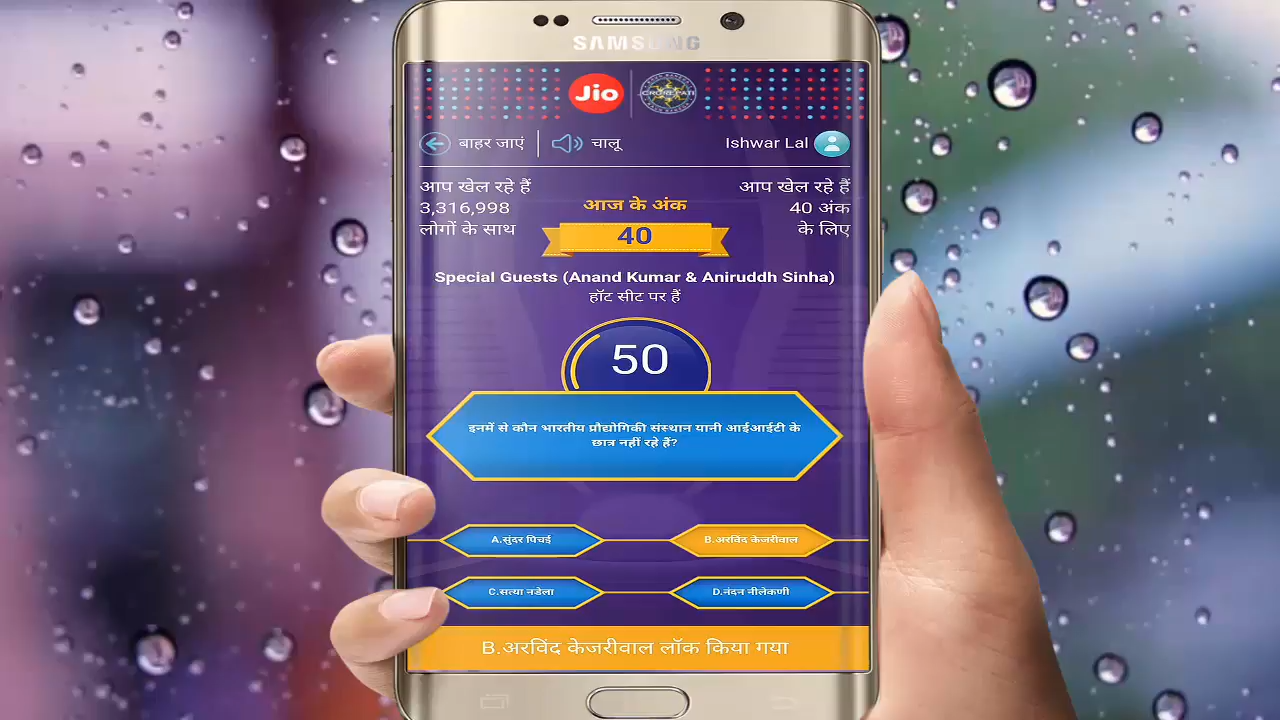 SAMSUNG
Jio
बाहर जाएं
चालू
Ishwar Lal
आप खेल रहे हैं
3,316,998
लोगों के साथ
आज के अंक
40
आप खेल रहे हैं
40 अंक
के लिए
Special Guests (Anand Kumar & Aniruddh Sinha)
हॉट सीट पर हैं
50
इनमें से कौन भारतीय प्रौद्योगिकी संस्थान यानी आईआईटी के
छात्र नहीं रहे हैं?
A.सुंदर पिचई
B.अरविंद केजरीवाल
C.सत्या नडेला
D.नंदन नीलेकणी
B.अरविंद केजरीवाल लॉक किया गया